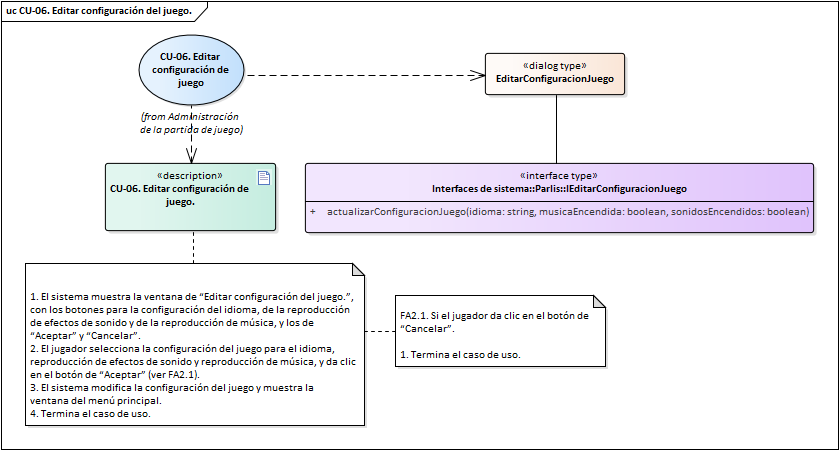 uc CU-06. Editar configuración del juego.
CU-06. Editar
configuración de
juego
(from Administración
de la partida de juego)
«dialog type»
EditarConfiguracionJuego
«description»
CU-06. Editar configuración de
juego.
«interface type»
Interfaces de sistema::Parlis::IEditarConfiguracionJuego
+ actualizarConfiguracionJuego(idioma: string, musicaEncendida: boolean, sonidosEncendidos: boolean)
1. El sistema muestra la ventana de “Editar configuración del juego.”,
con los botones para la configuración del idioma, de la reproducción
de efectos de sonido y de la reproducción de música, y los de
“Aceptar” y “Cancelar”.
2. El jugador selecciona la configuración del juego para el idioma,
reproducción de efectos de sonido y reproducción de música, y da clic
en el botón de “Aceptar” (ver FA2.1).
3. El sistema modifica la configuración del juego y muestra la
ventana del menú principal.
4. Termina el caso de uso.
FA2.1. Si el jugador da clic en el botón de
“Cancelar”.
1. Termina el caso de uso.